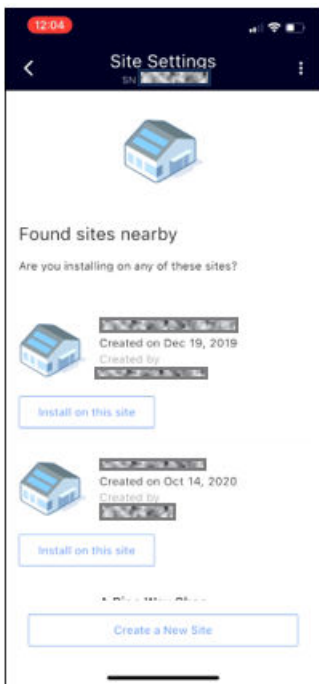 12:04
Site Settings
SN
Found sites nearby
Are you installing on any of these sites?
Created on Dec 19, 2019
Created by
Install on this site
Created on Oct 14, 2020
Created by
Install on this site
Create a New Site